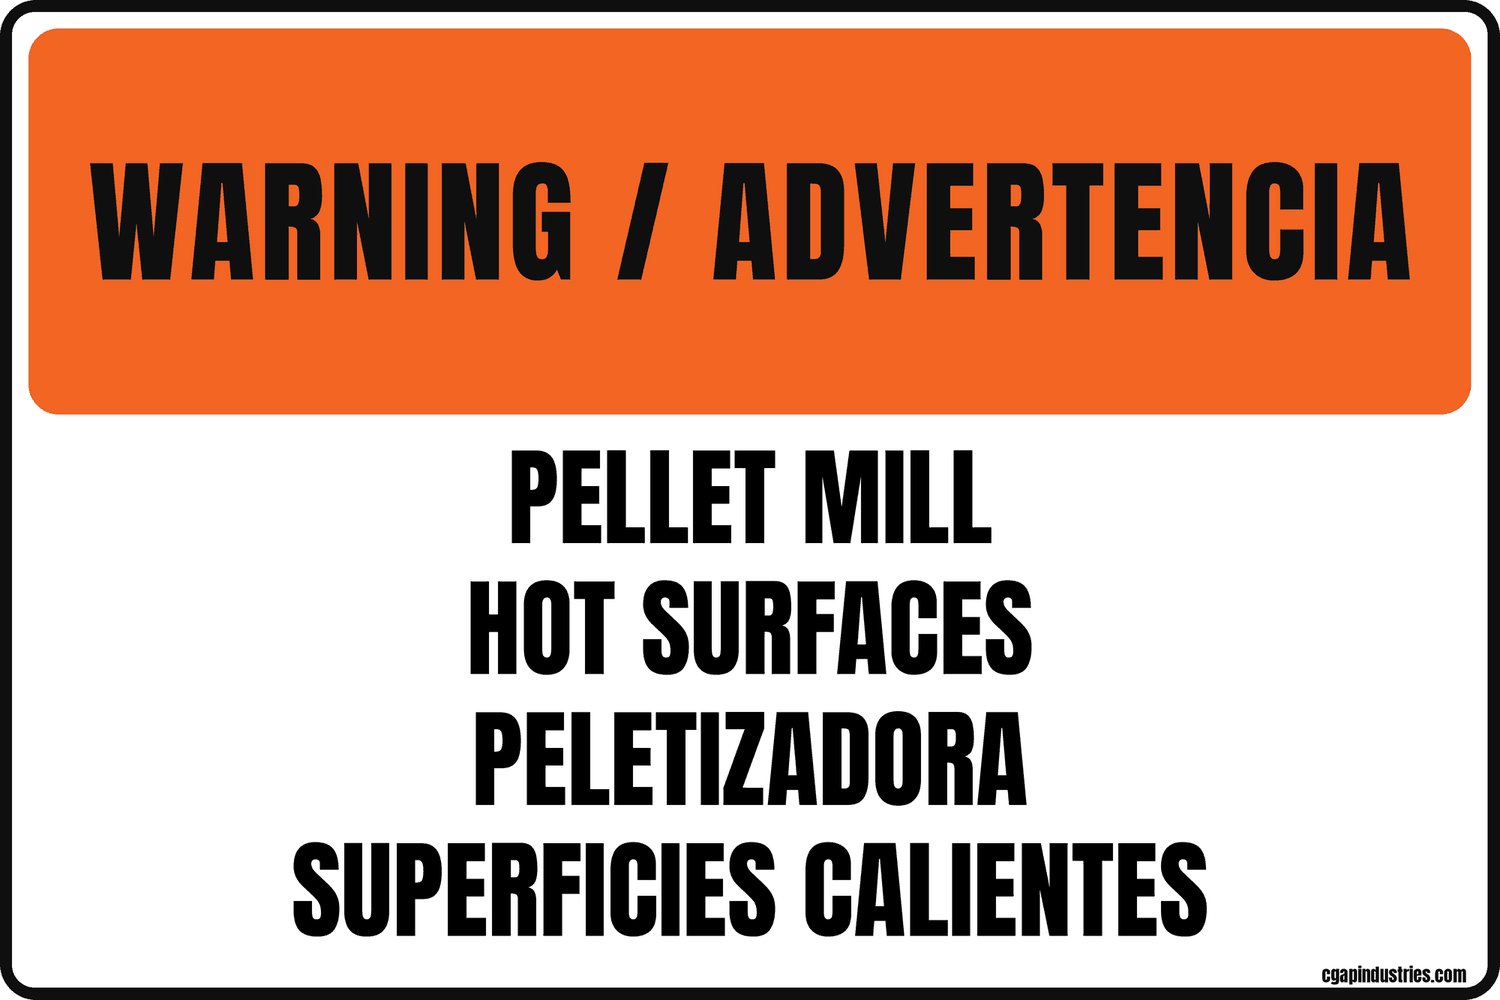 WARNING / ADVERTENCIA
PELLET MILL
HOT SURFACES
PELETIZADORA
SUPERFICIES CALIENTES
cgapindustries.com